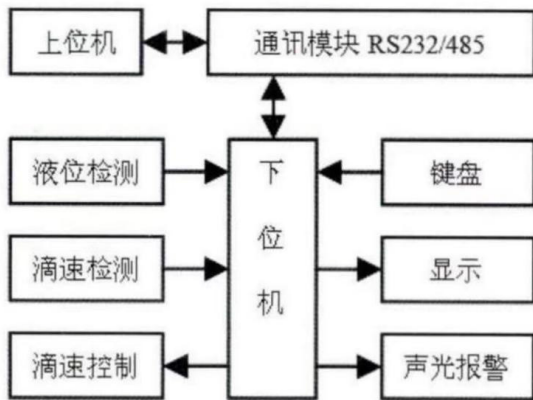 上位机
通讯模块 RS232/485
液位检测
下位机
键盘
滴速检测
显示
滴速控制
声光报警